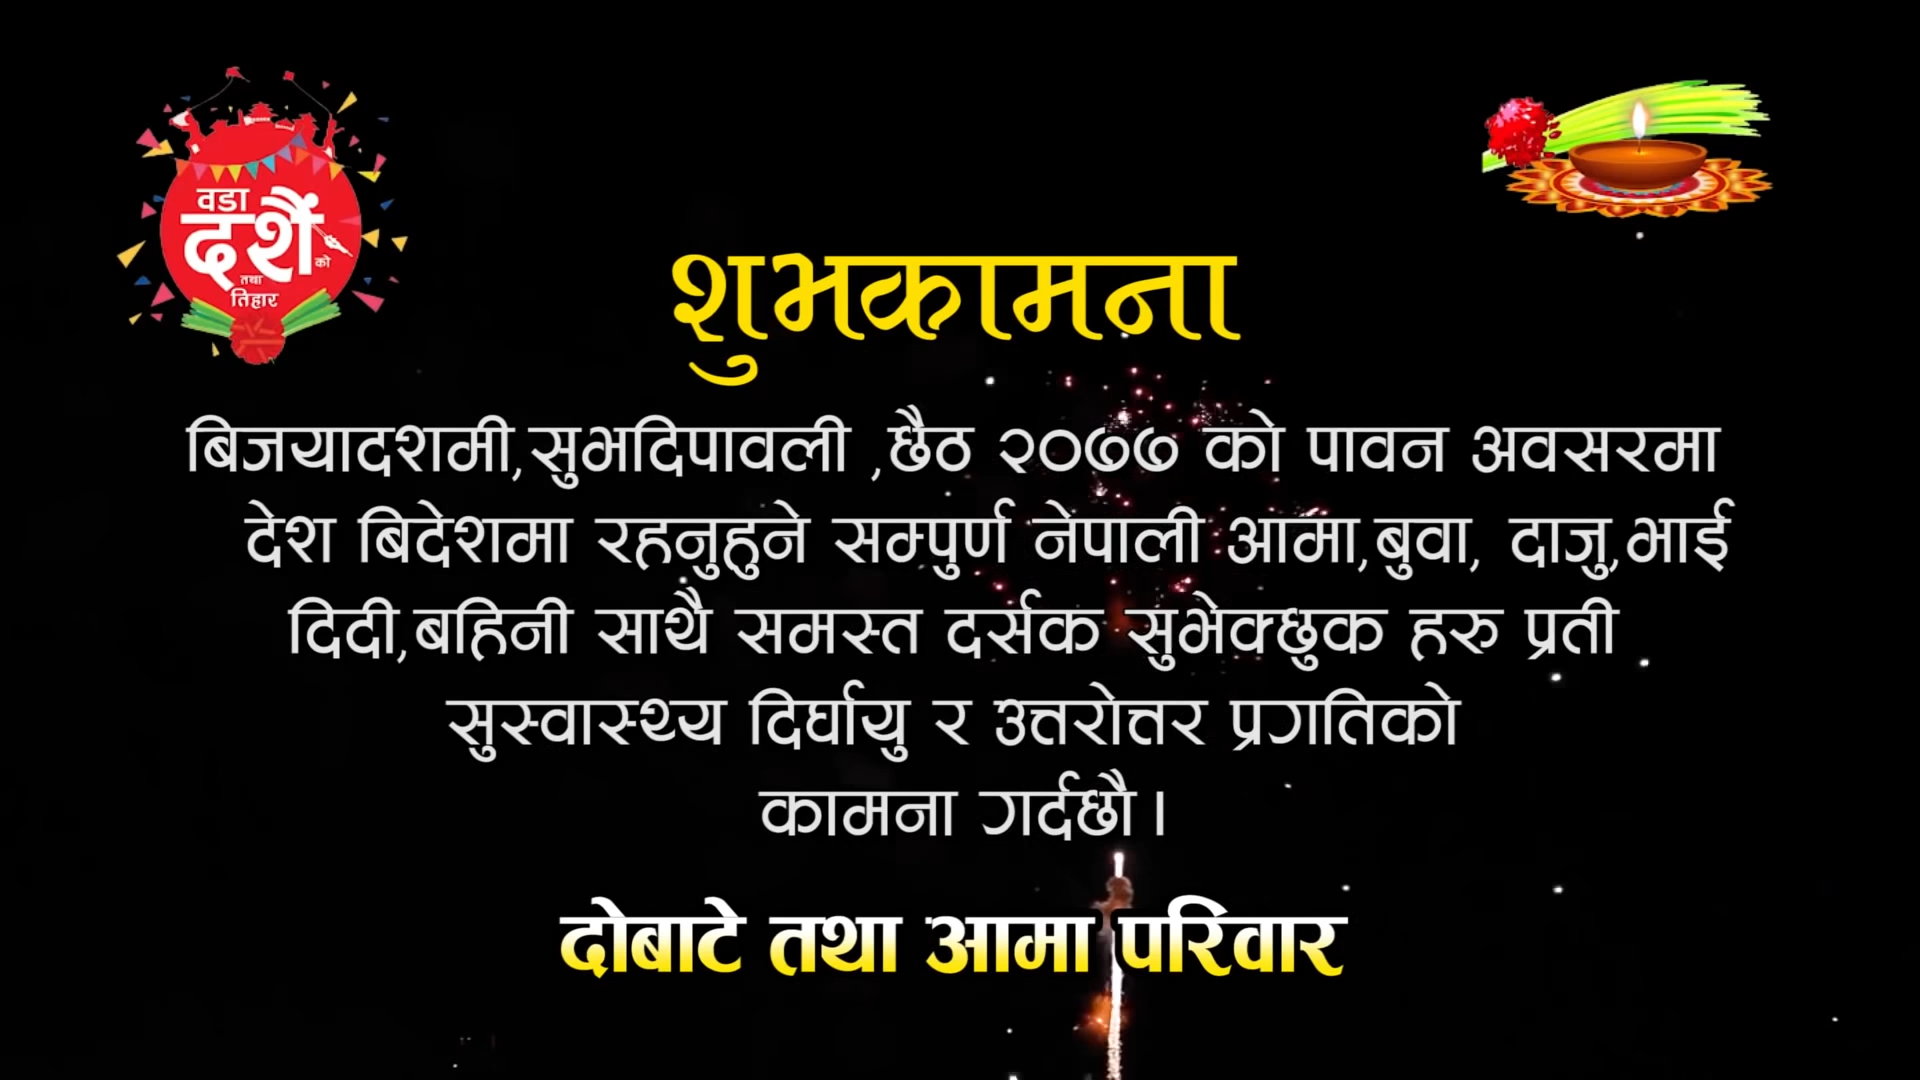 वडा
दशैं
को
तथा
तिहार
शुभकामना
बिजयादशमी,सुभदिपावली ,छैठ २०७७ को पावन अवसरमा
देश बिदेशमा रहनुहुने सम्पुर्ण नेपाली आमा,बुवा, दाजु,भाई
दिदी,बहिनी साथै समस्त दर्सक सुभेक्छुक हरु प्रती
सुस्वास्थ्य दिर्घायु र उत्तरोत्तर प्रगतिको
कामना गर्दछौ।
दोबाटे तथा आमा परिवार